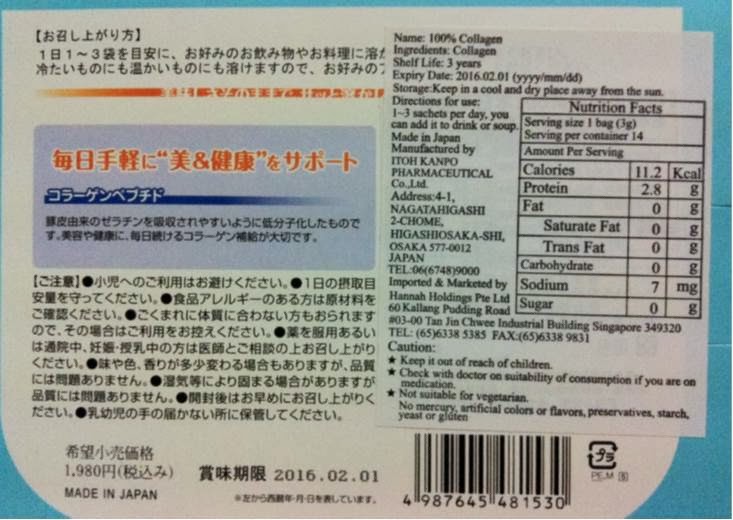 【お召し上がり方】
1日1～3袋を目安に、お好みのお飲み物やお料理に溶か
冷たいものにも温かいものにも溶けますので、お好みの
毎日手軽に“美&健康”をサポート
コラーゲンペプチド
豚皮由来のゼラチンを吸収されやすいように低分子化したもので
す。美容や健康に、毎日続けるコラーゲン補給が大切です。
【ご注意】●小児へのご利用はお避けください。●1日の摂取目
安量を守ってください。●食品アレルギーのある方は原材料を
ご確認ください。●ごくまれに体質に合わない方もおられます
ので、その場合はご利用をお控えください。●薬を服用あるい
は通院中、妊娠・授乳中の方は医師とご相談の上お召し上がり
ください。●味や色、香りが多少変わる場合もありますが、品質
には問題ありません。●湿気等により固まる場合がありますが
品質には問題ありません。●開封後はお早めにお召し上がりく
ださい。●乳幼児の手の届かない所に保管してください。
希望小売価格
1,980円(税込み)
MADE IN JAPAN
賞味期限 2016.02.01
※左から西暦年・月・日を表しています。
Name: 100% Collagen
Ingredients: Collagen
Shelf Life: 3 years
Expiry Date: 2016.02.01 (yyyy/mm/dd)
Storage:Keep in a cool and dry place away from the sun.
Directions for use:
1~3 sachets per day, you
can add it to drink or soup.
Made in Japan
Manufactured by
ITOH KANPO
PHARMACEUTICAL
Co.,Ltd.
Address:4-1,
NAGATAHIGASHI
2-CHOME,
HIGASHIOSAKA-SHI,
OSAKA 577-0012
JAPAN
TEL:06(6748)9000
Imported & Marketed by
Hannah Holdings Pte Ltd
60 Kallang Pudding Road
#03-00 Tan Jin Chwee Industrial Building Singapore 349320
TEL: (65)6338 5385 FAX:(65)6338 9831
Nutrition Facts
Serving size 1 bag (3g)
Serving per container 14
Amount Per Serving
Calories 11.2 Kcal
Protein 2.8 g
Fat 0 g
Saturate Fat 0 g
Trans Fat 0 g
Carbohydrate 0 g
Sodium 7 mg
Sugar 0 g
Caution:
★ Keep it out of reach of children.
★ Check with doctor on suitability of consumption if you are on
medication.
★ Not suitable for vegetarian.
No mercury, artificial colors or flavors, preservatives, starch,
yeast or gluten
4 987645 481530
プラ
PE,M